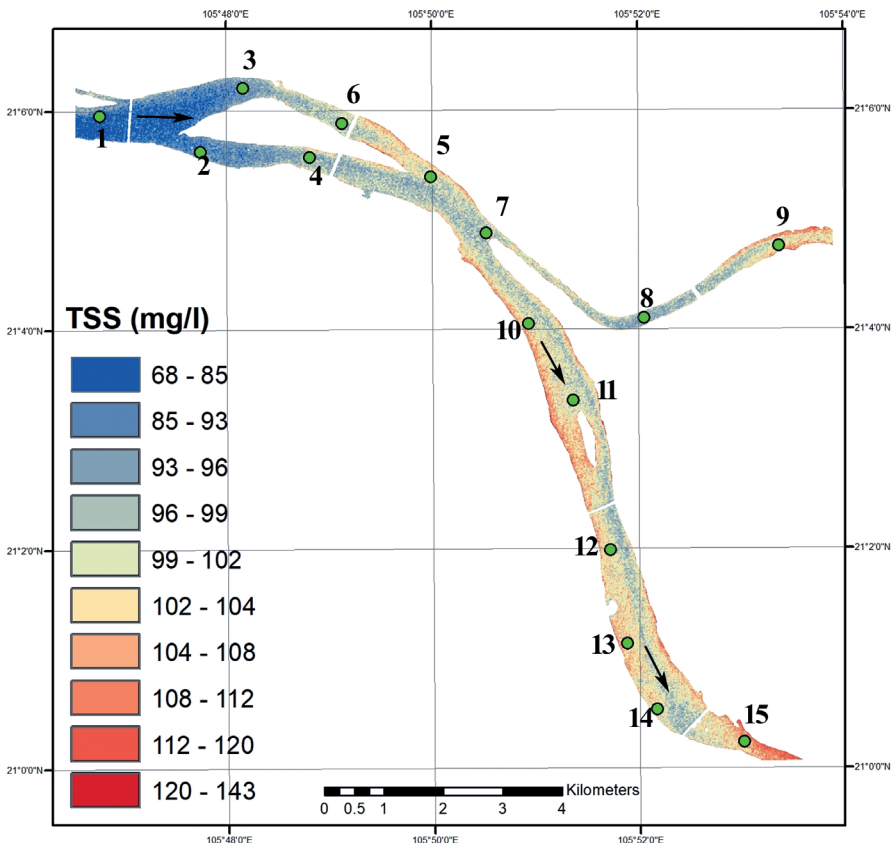 105°48'0"E 105°50'0"E 105°52'0"E 105°54'0"E
3
6
21°6'0"N 21°6'0"N
1
2
4
5
7
9
8
TSS (mg/l)
21°4'0"N 21°4'0"N
10
68 - 85
11
85 - 93
93 - 96
96 - 99
12
21°2'0"N 21°2'0"N
99 - 102
102 - 104
104 - 108
13
108 - 112
14 15
112 - 120
21°0'0"N 21°0'0"N
120 - 143
Kilometers
0 0.5 1 2 3 4
105°48'0"E 105°50'0"E 105°52'0"E